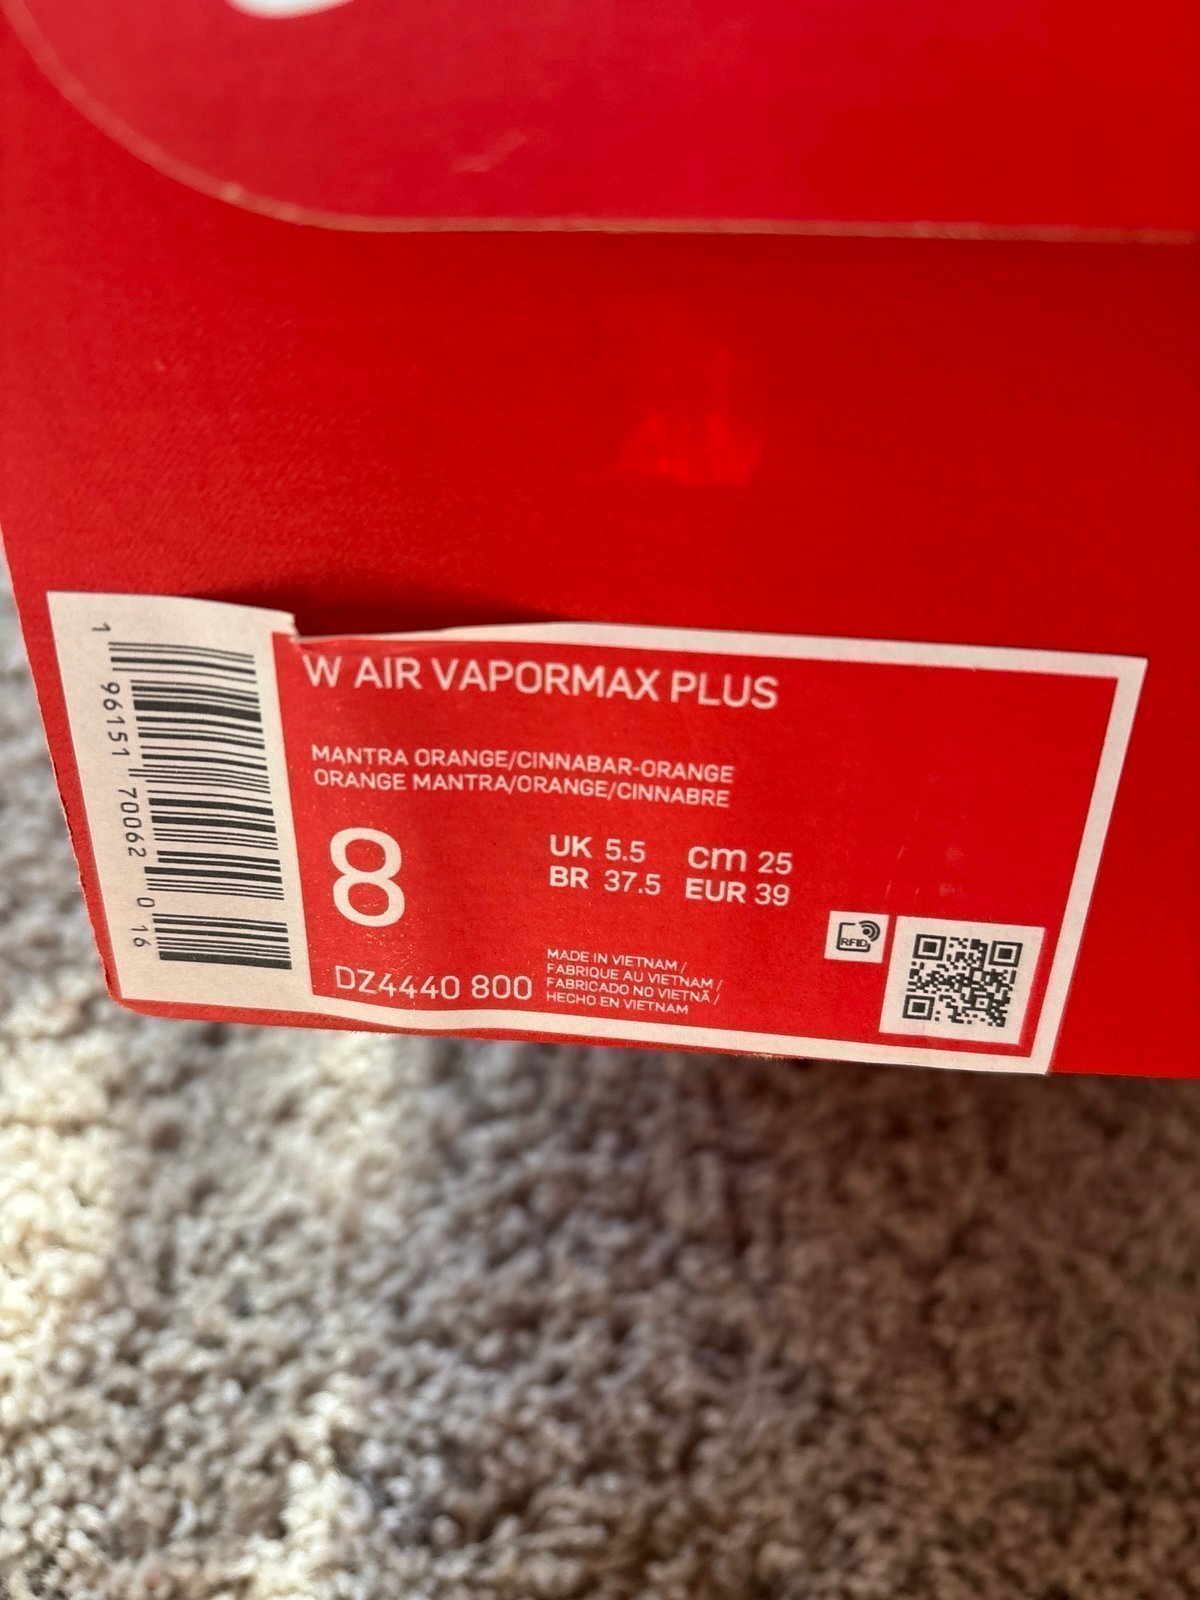 W AIR VAPORMAX PLUS
MANTRA ORANGE/CINNABAR-ORANGE
ORANGE MANTRA/ORANGE/CINNABRE
8
UK 5.5 cm 25
BR 37.5 EUR 39
DZ4440 800
MADE IN VIETNAM /
FABRIQUE AU VIETNAM /
FABRICADO NO VIETNÃ /
HECHO EN VIETNAM
RFID
1 96151 70062 0 16